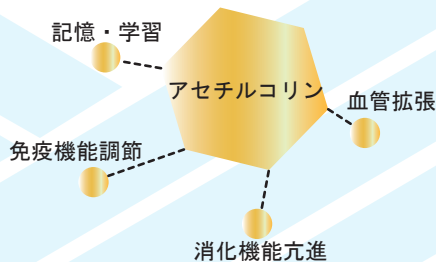 記憶・学習
アセチルコリン
血管拡張
免疫機能調節
消化機能亢進